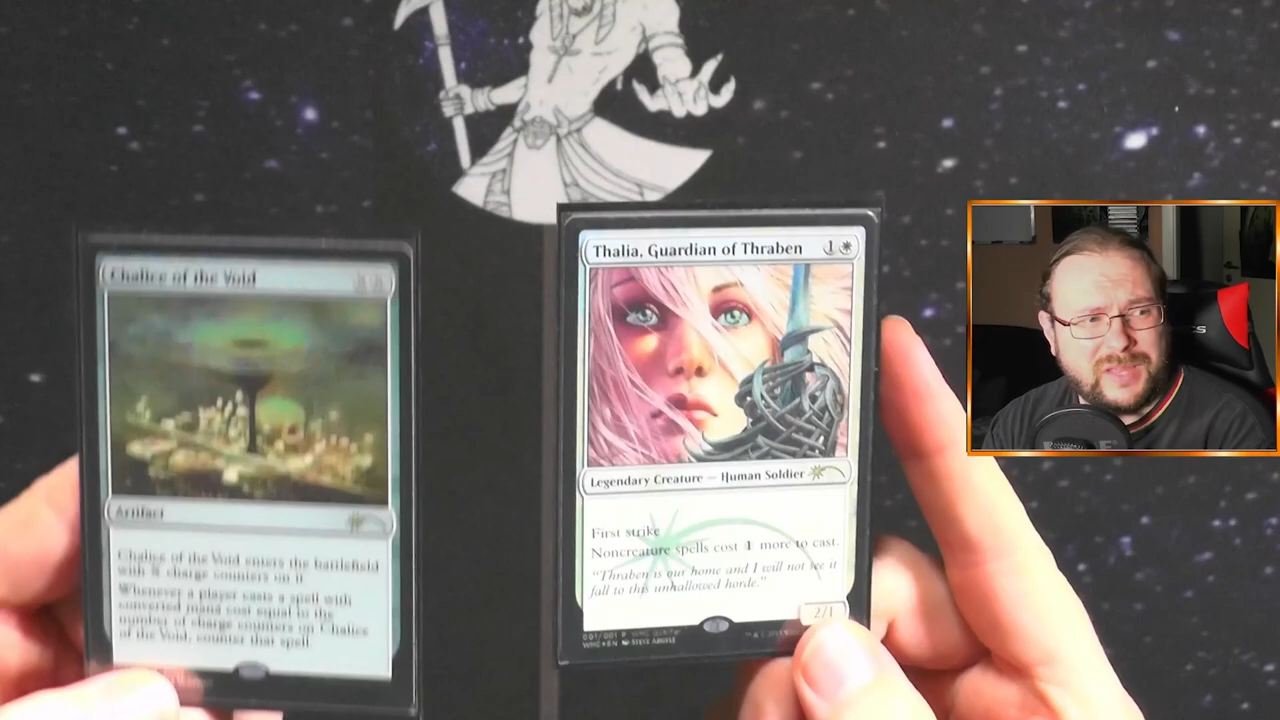 Chalice of the Void
Artifact
Chalice of the Void enters the battlefield
with X charge counters on it
Whenever a player casts a spell with
converted mana cost equal to the
number of charge counters on Chalice
of the Void, counter that spell
Thalia, Guardian of Thraben 1
Legendary Creature — Human Soldier
First strike
Noncreature spells cost 1 more to cast.
"Thraben is our home and I will not see it
fall to this unhallowed horde."
2/1
001/001 P